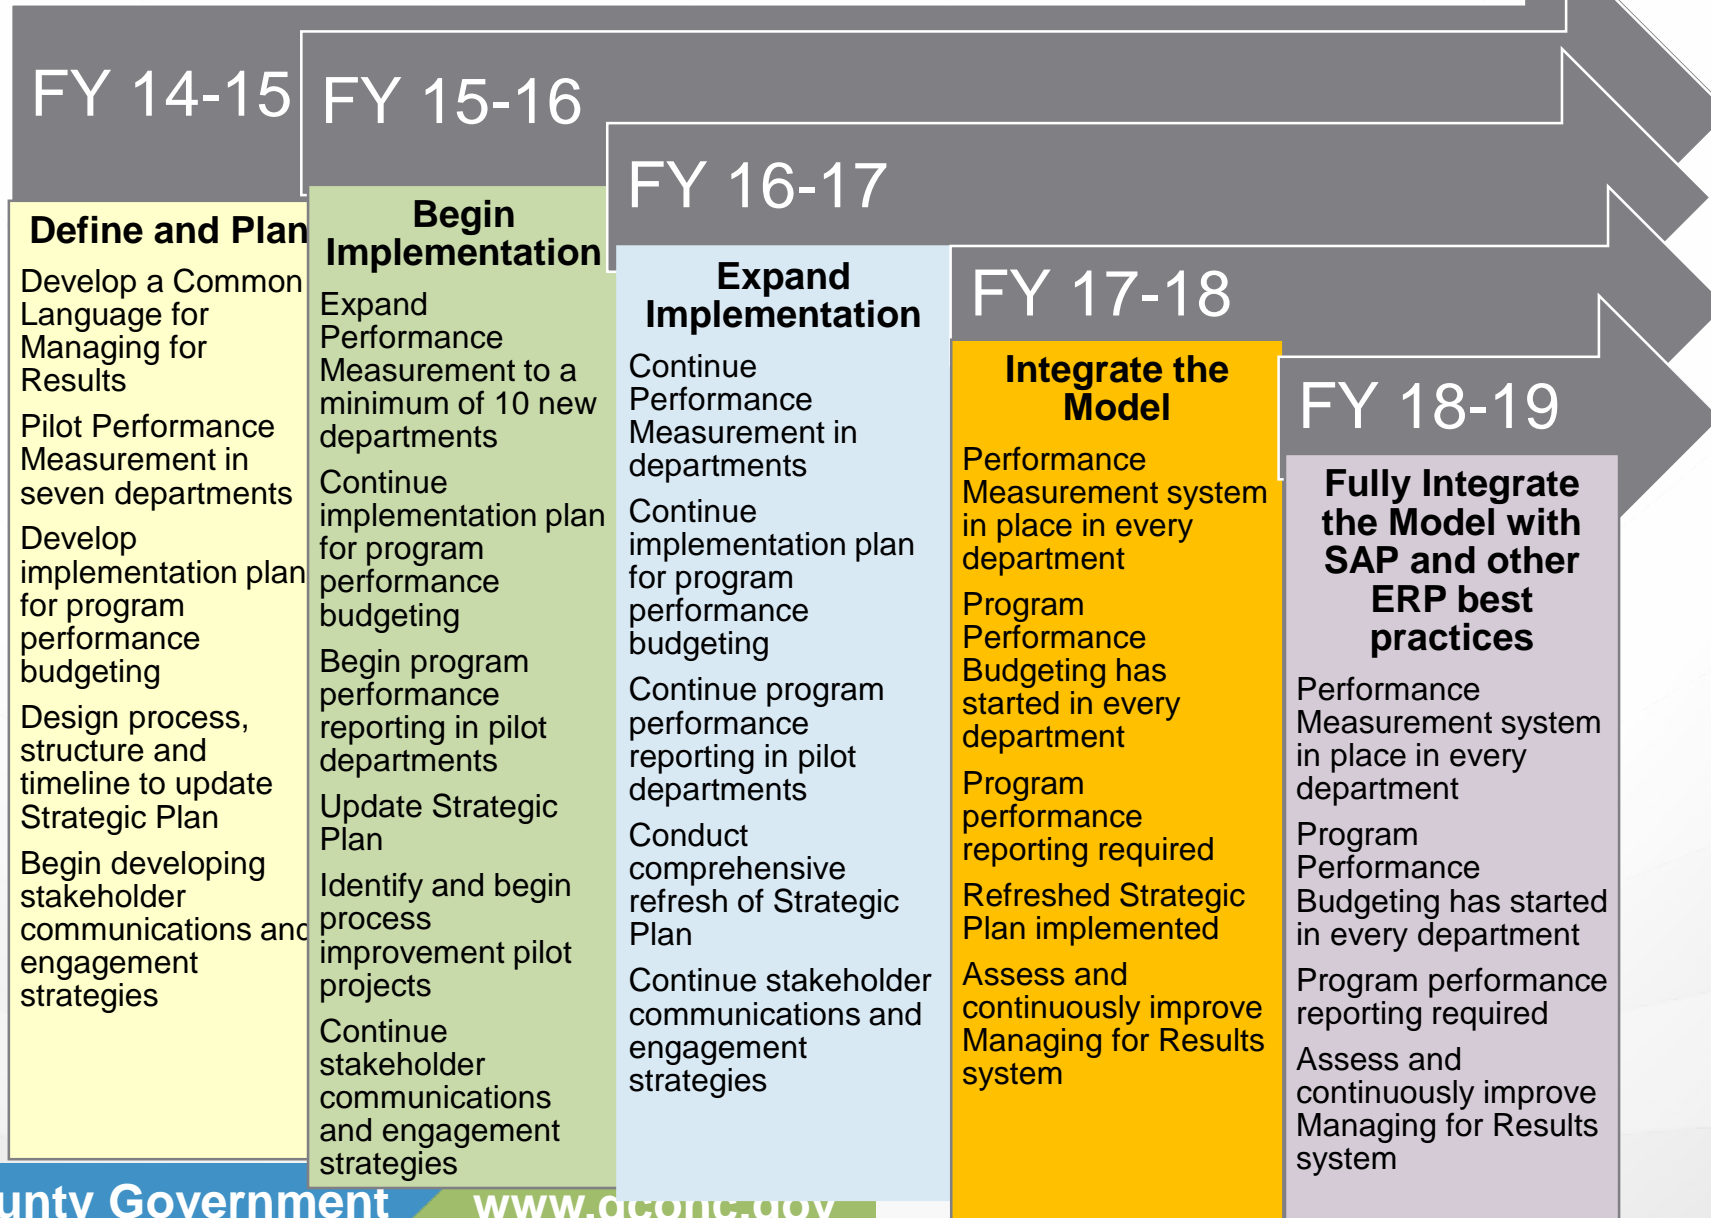 FY 14-15
Define and Plan
Develop a Common
Language for
Managing for
Results
Pilot Performance
Measurement in
seven departments
Develop
implementation plan
for program
performance
budgeting
Design process,
structure and
timeline to update
Strategic Plan
Begin developing
stakeholder
communications and
engagement
strategies
FY 15-16
Begin
Implementation
Expand
Performance
Measurement to a
minimum of 10 new
departments
Continue
implementation plan
for program
performance
budgeting
Begin program
performance
reporting in pilot
departments
Update Strategic
Plan
Identify and begin
process
improvement pilot
projects
Continue
stakeholder
communications
and engagement
strategies
FY 16-17
Expand
Implementation
Continue
Performance
Measurement in
departments
Continue
implementation plan
for program
performance
budgeting
Continue program
performance
reporting in pilot
departments
Conduct
comprehensive
refresh of Strategic
Plan
Continue stakeholder
communications and
engagement
strategies
FY 17-18
Integrate the
Model
Performance
Measurement system
in place in every
department
Program
Performance
Budgeting has
started in every
department
Program
performance
reporting required
Refreshed Strategic
Plan implemented
Assess and
continuously improve
Managing for Results
system
FY 18-19
Fully Integrate
the Model with
SAP and other
ERP best
practices
Performance
Measurement system
in place in every
department
Program
Performance
Budgeting has started
in every department
Program performance
reporting required
Assess and
continuously improve
Managing for Results
system
unty Government
www.dconc.gov